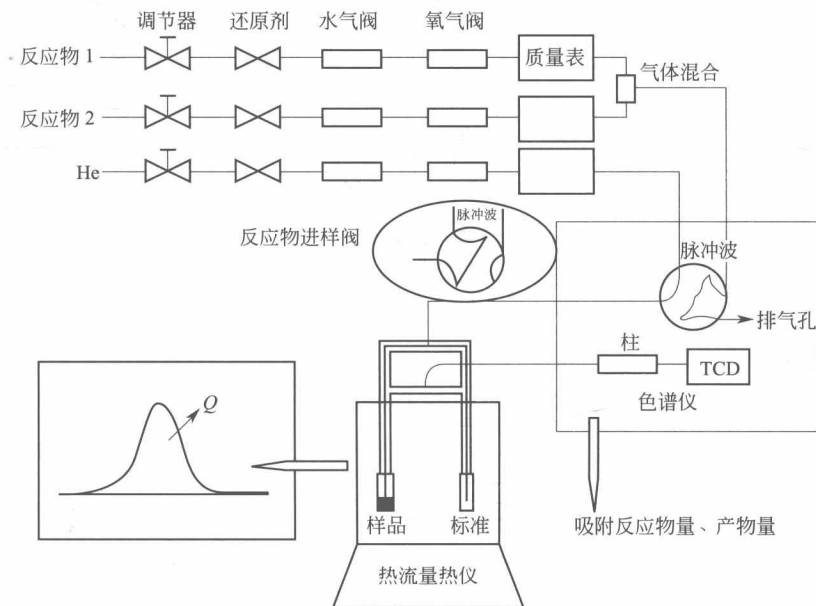 调节器 还原剂 水气阀 氧气阀
反应物 1
质量表
气体混合
反应物 2
He
脉冲波
反应物进样阀
脉冲波
排气孔
柱
TCD
色谱仪
Q
样品 标准
吸附反应物量、产物量
热流量热仪